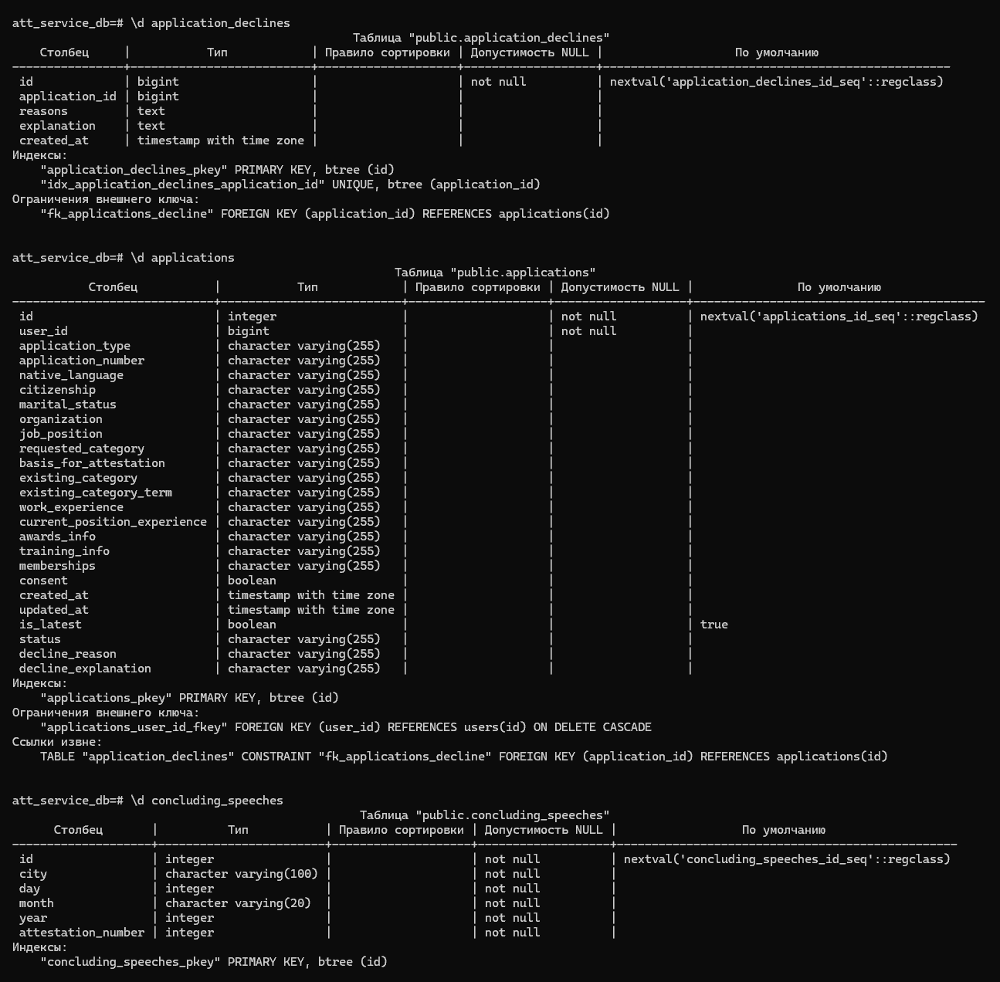 att_service_db=# \d application_declines
Таблица "public.application_declines"
Столбец | Тип | Правило сортировки | Допустимость NULL | По умолчанию
----------------+--------------------------+--------------------+-------------------+--------------------------------------------------
id | bigint | | not null | nextval('application_declines_id_seq'::regclass)
application_id | bigint | | |
reasons | text | | |
explanation | text | | |
created_at | timestamp with time zone | | |
Индексы:
"application_declines_pkey" PRIMARY KEY, btree (id)
"idx_application_declines_application_id" UNIQUE, btree (application_id)
Ограничения внешнего ключа:
"fk_applications_decline" FOREIGN KEY (application_id) REFERENCES applications(id)
att_service_db=# \d applications
Таблица "public.applications"
Столбец | Тип | Правило сортировки | Допустимость NULL | По умолчанию
-----------------------------+--------------------------+--------------------+-------------------+------------------------------------------
id | integer | | not null | nextval('applications_id_seq'::regclass)
user_id | bigint | | not null |
application_type | character varying(255) | | |
application_number | character varying(255) | | |
native_language | character varying(255) | | |
citizenship | character varying(255) | | |
marital_status | character varying(255) | | |
organization | character varying(255) | | |
job_position | character varying(255) | | |
requested_category | character varying(255) | | |
basis_for_attestation | character varying(255) | | |
existing_category | character varying(255) | | |
existing_category_term | character varying(255) | | |
work_experience | character varying(255) | | |
current_position_experience | character varying(255) | | |
awards_info | character varying(255) | | |
training_info | character varying(255) | | |
memberships | character varying(255) | | |
consent | boolean | | |
created_at | timestamp with time zone | | |
updated_at | timestamp with time zone | | |
is_latest | boolean | | | true
status | character varying(255) | | |
decline_reason | character varying(255) | | |
decline_explanation | character varying(255) | | |
Индексы:
"applications_pkey" PRIMARY KEY, btree (id)
Ограничения внешнего ключа:
"applications_user_id_fkey" FOREIGN KEY (user_id) REFERENCES users(id) ON DELETE CASCADE
Ссылки извне:
TABLE "application_declines" CONSTRAINT "fk_applications_decline" FOREIGN KEY (application_id) REFERENCES applications(id)
att_service_db=# \d concluding_speeches
Таблица "public.concluding_speeches"
Столбец | Тип | Правило сортировки | Допустимость NULL | По умолчанию
--------------------+------------------------+--------------------+-------------------+-------------------------------------------------
id | integer | | not null | nextval('concluding_speeches_id_seq'::regclass)
city | character varying(100) | | not null |
day | integer | | not null |
month | character varying(20) | | not null |
year | integer | | not null |
attestation_number | integer | | not null |
Индексы:
"concluding_speeches_pkey" PRIMARY KEY, btree (id)